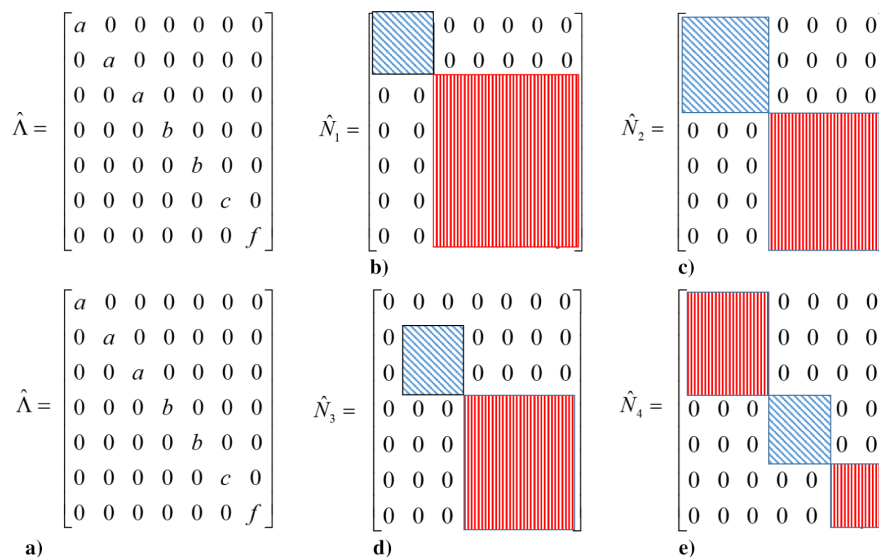 Λ̂ =
a 0 0 0 0 0 0
0 a 0 0 0 0 0
0 0 a 0 0 0 0
0 0 0 b 0 0 0
0 0 0 0 b 0 0
0 0 0 0 0 c 0
0 0 0 0 0 0 f
N̂₁ =
0 0 0 0 0
0 0 0 0 0
0 0
0 0
0 0
0 0
0 0
b)
N̂₂ =
0 0 0 0
0 0 0 0
0 0 0 0
0 0 0
0 0 0
0 0 0
0 0 0
c)
Λ̂ =
a 0 0 0 0 0 0
0 a 0 0 0 0 0
0 0 a 0 0 0 0
0 0 0 b 0 0 0
0 0 0 0 b 0 0
0 0 0 0 0 c 0
0 0 0 0 0 0 f
a)
N̂₃ =
0 0 0 0 0 0 0
0 0 0 0 0
0 0 0 0 0
0 0 0
0 0 0
0 0 0
0 0 0
d)
N̂₄ =
0 0 0 0
0 0 0 0
0 0 0 0
0 0 0 0 0
0 0 0 0 0
0 0 0 0 0
0 0 0 0 0
e)